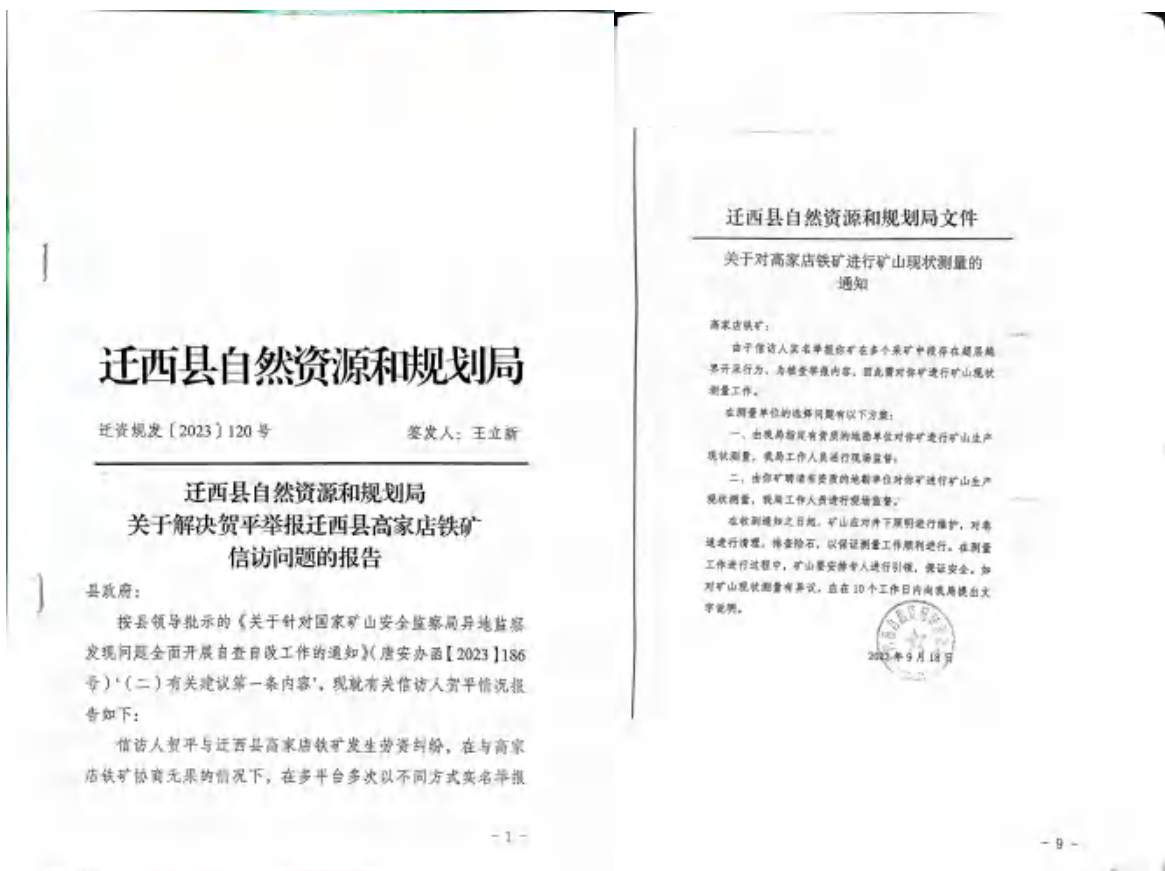 迁西县自然资源和规划局
迁资规发〔2023〕120号
签发人：王立新
迁西县自然资源和规划局
关于解决贺平举报迁西县高家店铁矿
信访问题的报告
县政府：
按县领导批示的《关于针对国家矿山安全监察局异地监察
发现问题全面开展自查自改工作的通知》（唐安办函【2023】186
号）‘（二）有关建议第一条内容’，现就有关信访人贺平情况报
告如下：
信访人贺平与迁西县高家店铁矿发生劳资纠纷，在与高家
店铁矿协商无果的情况下，在多平台多次以不同方式实名举报
- 1 -
迁西县自然资源和规划局文件
关于对高家店铁矿进行矿山现状测量的
通知
高家店铁矿：
由于信访人实名举报你矿在多个采矿中段存在超层越
界开采行为，为核查举报内容，因此需对你矿进行矿山现状
测量工作。
在测量单位的选择问题有以下方案：
一、由我局指定有资质的地勘单位对你矿进行矿山生产
现状测量，我局工作人员进行现场监督；
二、由你矿聘请有资质的地勘单位对你矿进行矿山生产
现状测量，我局工作人员进行现场监督。
在收到通知之日起，矿山应对井下照明进行维护，对巷
道进行清理，排查险石，以保证测量工作顺利进行。在测量
工作进行过程中，矿山要安排专人进行引领，保证安全。如
对矿山现状测量有异议，应在10个工作日内向我局提出文
字说明。
年9月18日
- 9 -